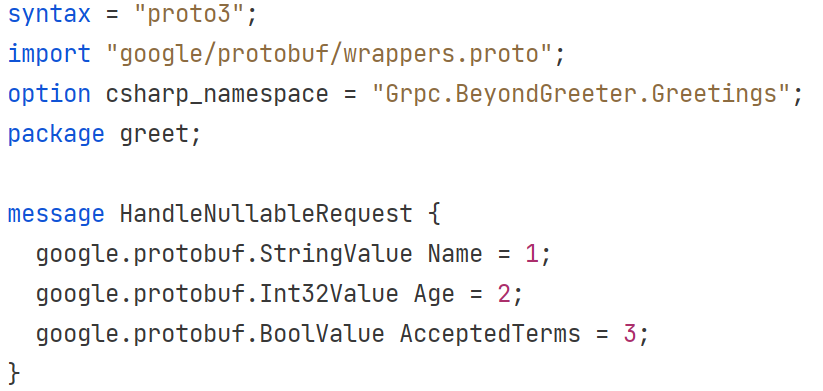 syntax = "proto3";
import "google/protobuf/wrappers.proto";
option csharp_namespace = "Grpc.BeyondGreeter.Greetings";
package greet;
message HandleNullableRequest {
google.protobuf.StringValue Name = 1;
google.protobuf.Int32Value Age = 2;
google.protobuf.BoolValue AcceptedTerms = 3;
}